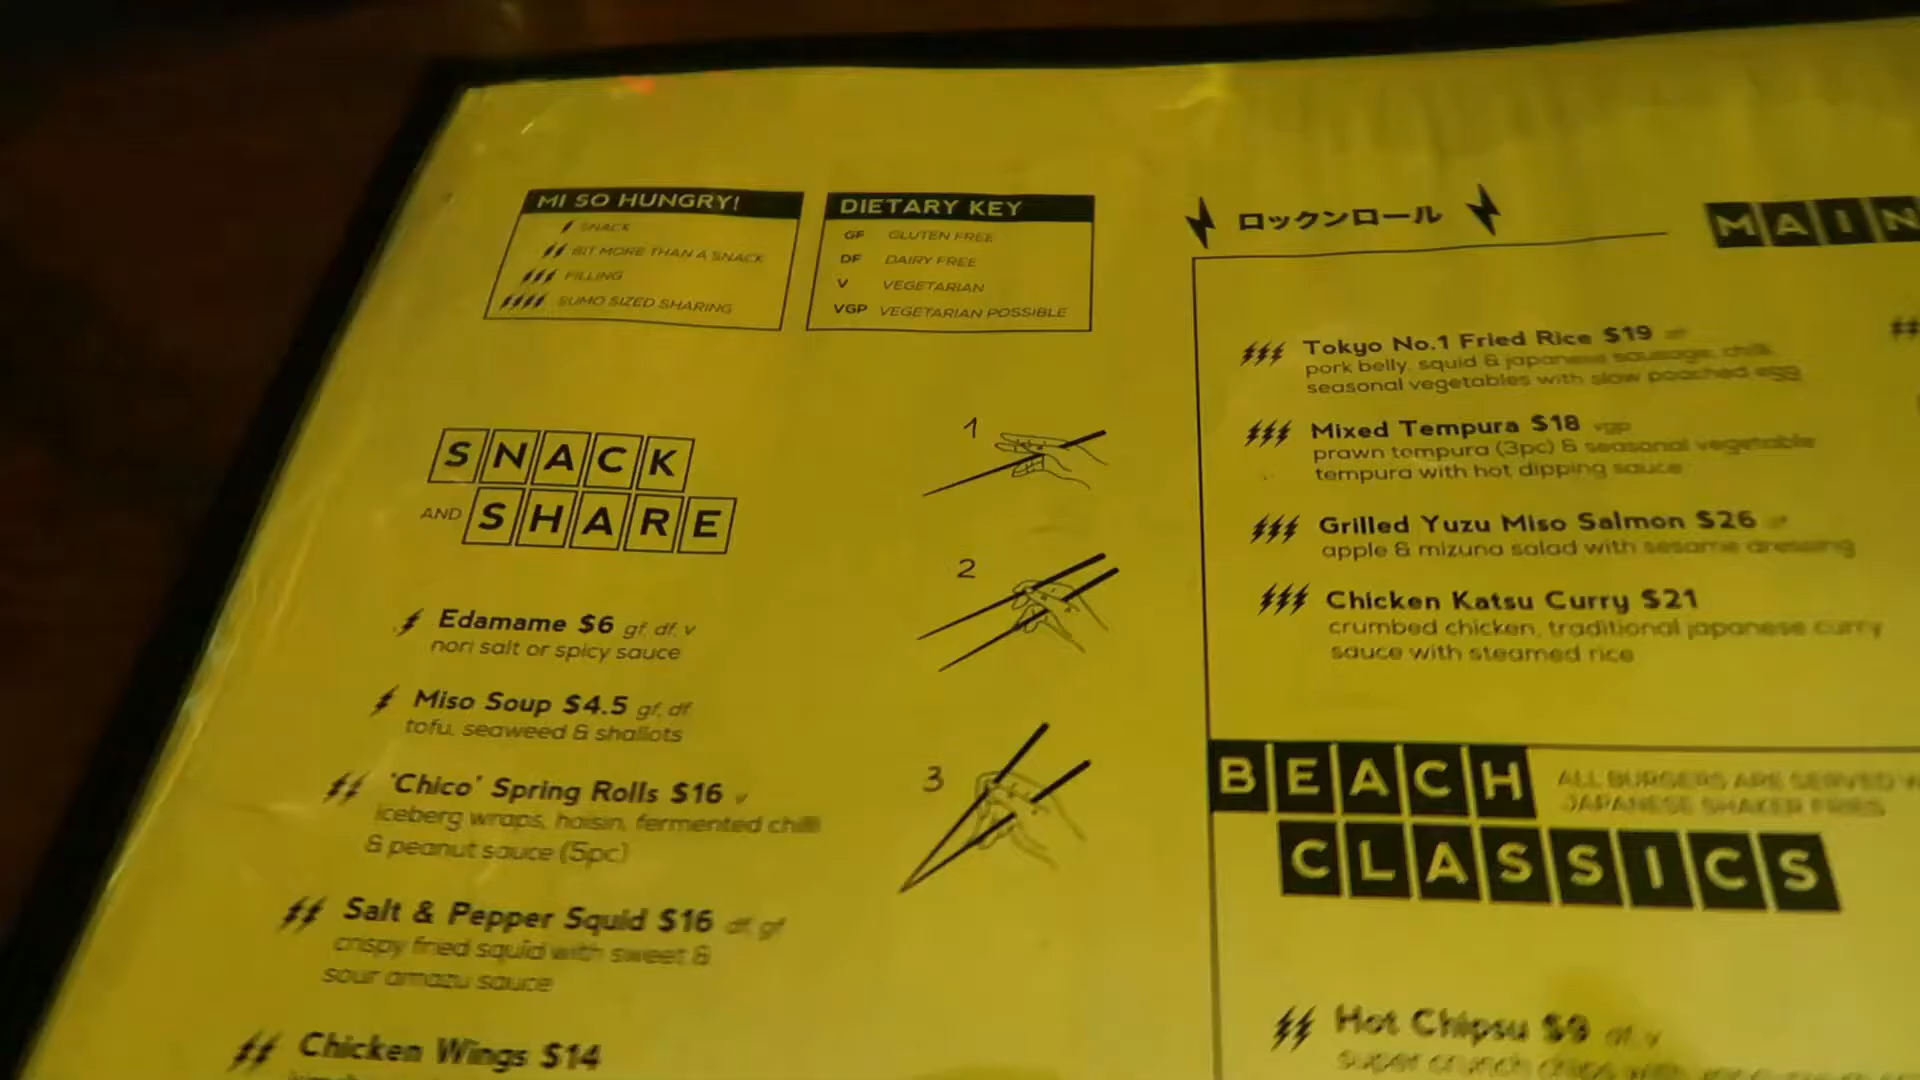 MI SO HUNGRY!
SNACK
BIT MORE THAN A SNACK
FILLING
SUMO SIZED SHARING
DIETARY KEY
GF GLUTEN FREE
DF DAIRY FREE
V VEGETARIAN
VGP VEGETARIAN POSSIBLE
SNACK
AND SHARE
Edamame $6 gf, df, v
nori salt or spicy sauce
Miso Soup $4.5 gf, df
tofu, seaweed & shallots
'Chico' Spring Rolls $16 v
iceberg wraps, hoisin, fermented chilli
& peanut sauce (5pc)
Salt & Pepper Squid $16 df, gf
crispy fried squid with sweet &
sour amazu sauce
Chicken Wings $14
1
2
3
ロックンロール
MAIN
Tokyo No.1 Fried Rice $19
pork belly, squid & japanese sausage, chilli,
seasonal vegetables with slow poached egg
Mixed Tempura $18 vgp
prawn tempura (3pc) & seasonal vegetable
tempura with hot dipping sauce
Grilled Yuzu Miso Salmon $26
apple & mizuna salad with sesame dressing
Chicken Katsu Curry $21
crumbed chicken, traditional japanese curry
sauce with steamed rice
BEACH
CLASSICS
ALL BURGERS ARE SERVED
JAPANESE SHAKER FRIES
Hot Chipsu $9 df, v
super crunch chips with